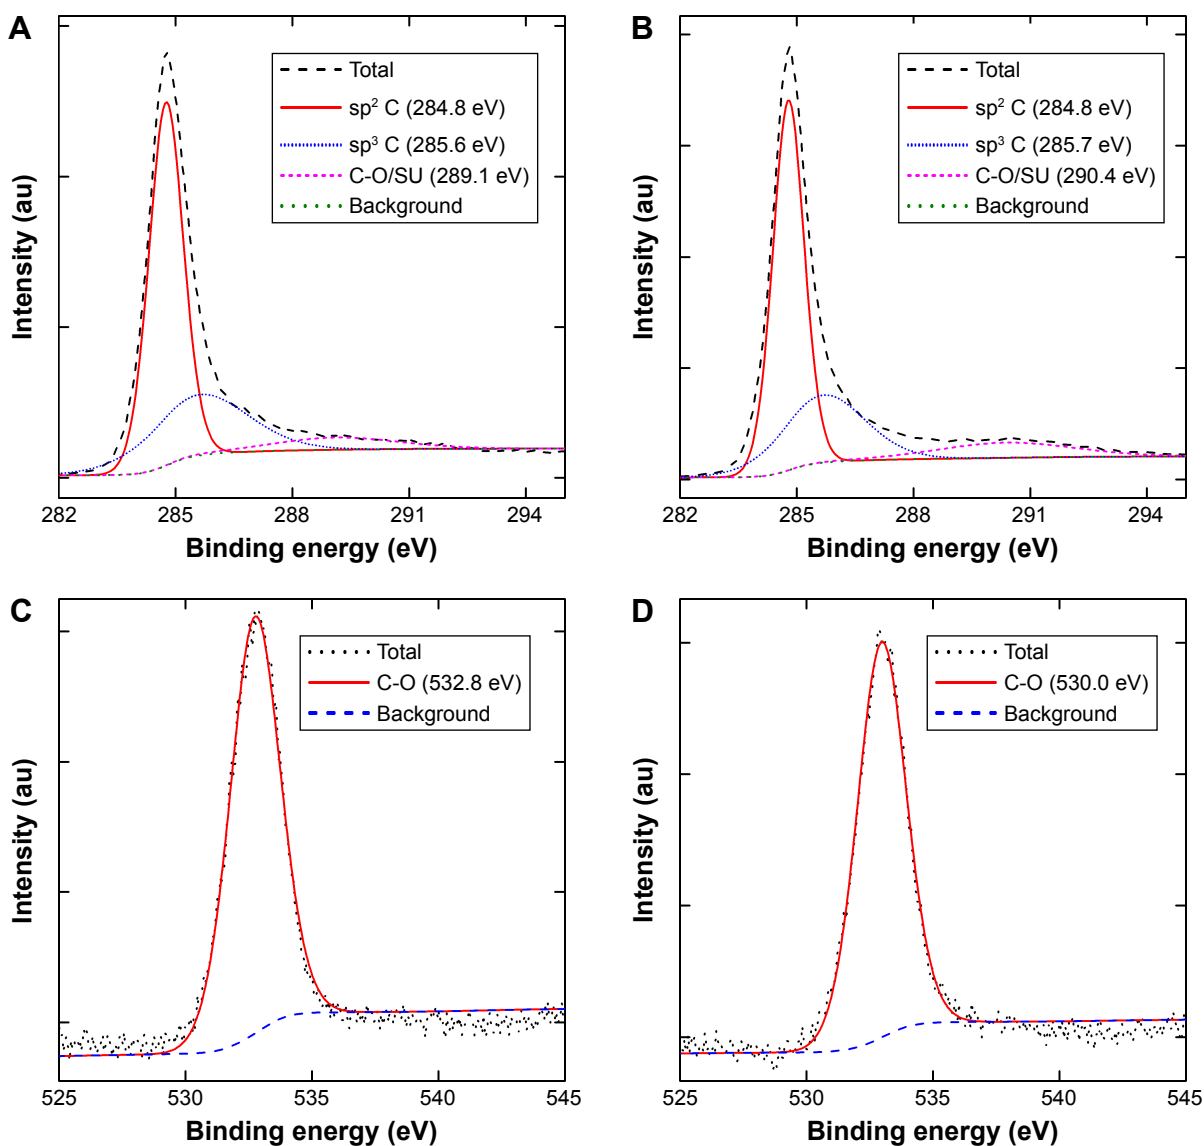 A
Total
sp² C (284.8 eV)
sp³ C (285.6 eV)
C-O/SU (289.1 eV)
Background
Intensity (au)
282 285 288 291 294
Binding energy (eV)
B
Total
sp² C (284.8 eV)
sp³ C (285.7 eV)
C-O/SU (290.4 eV)
Background
Intensity (au)
282 285 288 291 294
Binding energy (eV)
C
Total
C-O (532.8 eV)
Background
Intensity (au)
525 530 535 540 545
Binding energy (eV)
D
Total
C-O (530.0 eV)
Background
Intensity (au)
525 530 535 540 545
Binding energy (eV)